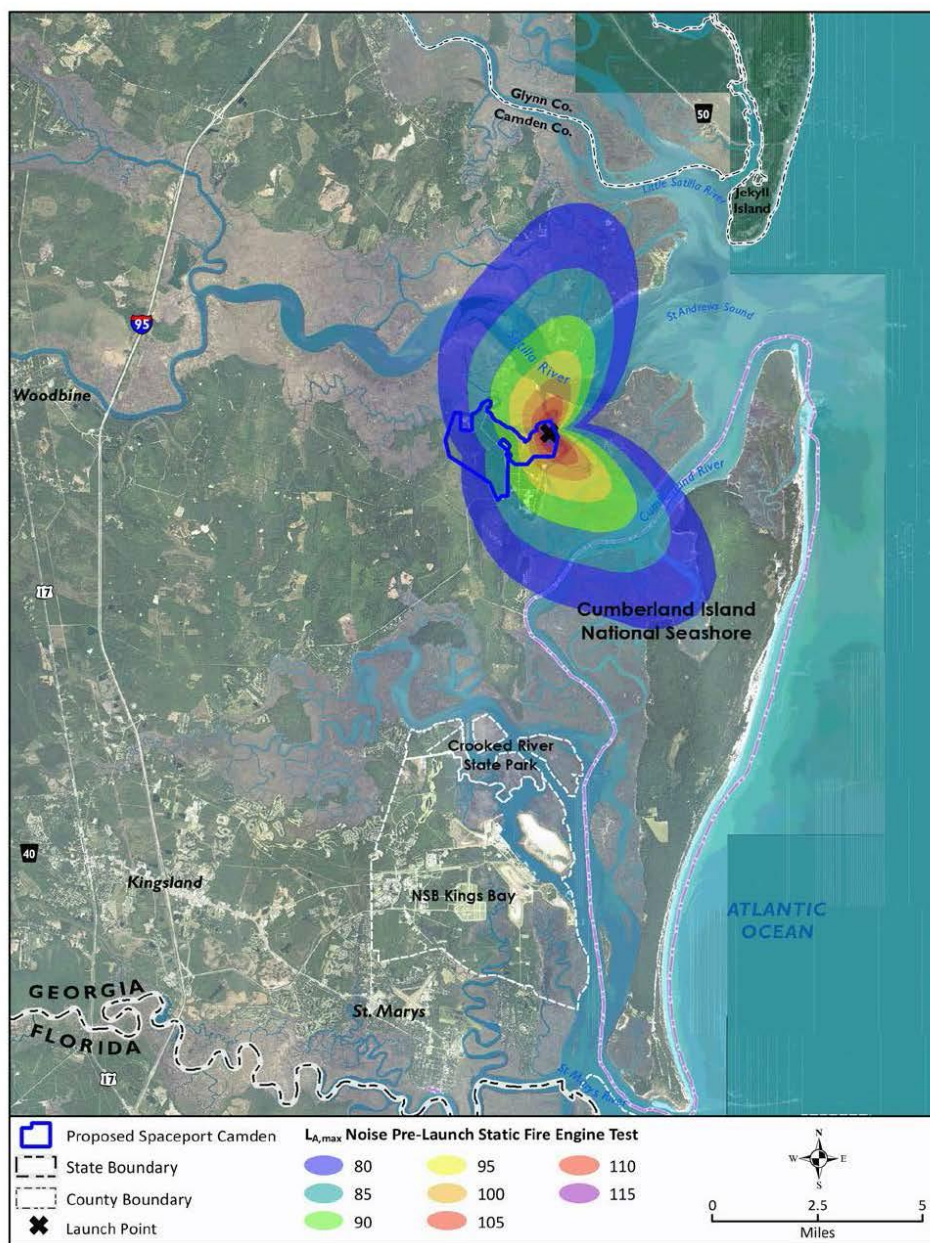 Glynn Co.
Camden Co.
50
Little Satilla River
Jekyll
Island
95
St Andrews Sound
Satilla River
Woodbine
Cumberland River
17
Cumberland Island
National Seashore
Crooked River
State Park
40
Kingsland
NSB Kings Bay
ATLANTIC
OCEAN
GEORGIA
FLORIDA
St. Marys
17
St Marys River
Proposed Spaceport Camden
State Boundary
County Boundary
Launch Point
LA,max Noise Pre-Launch Static Fire Engine Test
80 95 110
85 100 115
90 105
N
W E
S
0 2.5 5
Miles